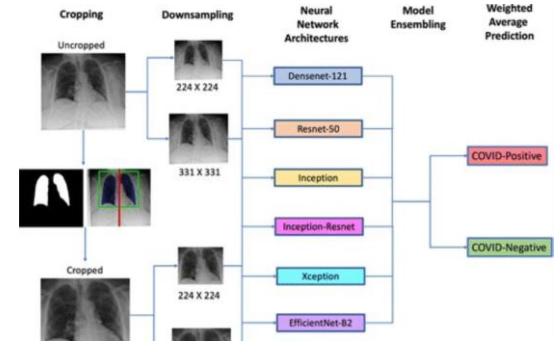 Cropping
Downsampling
Neural
Network
Architectures
Model
Ensembling
Weighted
Average
Prediction
Uncropped
224 X 224
331 X 331
Cropped
224 X 224
Densenet-121
Resnet-50
Inception
Inception-Resnet
Xception
EfficientNet-B2
COVID-Positive
COVID-Negative